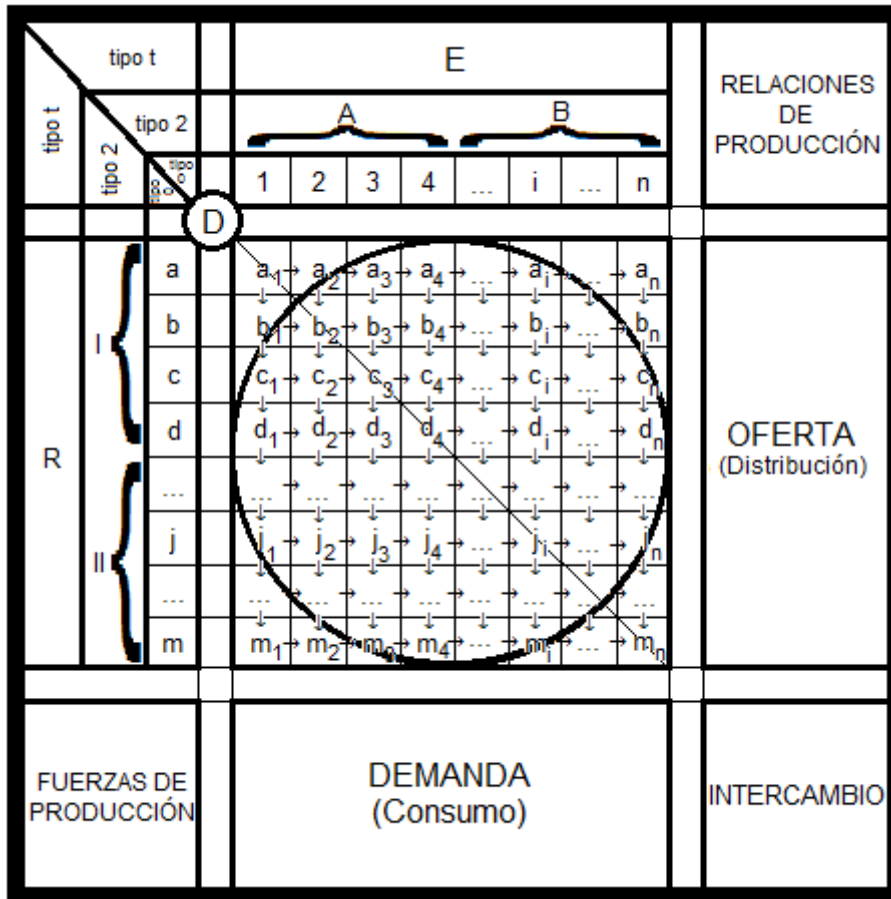 tipo t
E
RELACIONES
DE
PRODUCCIÓN
tipo t
tipo 2
A
B
tipo 2
tipo 0
tipo 0
1 2 3 4 ... i ... n
D
a a₁→ a₂→ a₃→ a₄→ ...→ aᵢ→ ...→ aₙ
↓ ↓ ↓ ↓ ↓ ↓ ↓ ↓
b b₁→ b₂→ b₃→ b₄→ ...→ bᵢ→ ...→ bₙ
I
↓ ↓ ↓ ↓ ↓ ↓ ↓ ↓
c c₁→ c₂→ c₃→ c₄→ ...→ cᵢ→ ...→ cₙ
↓ ↓ ↓ ↓ ↓ ↓ ↓ ↓
d d₁→ d₂→ d₃→ d₄→ ...→ dᵢ→ ...→ dₙ
OFERTA
(Distribución)
R
↓ ↓ ↓ ↓ ↓ ↓ ↓ ↓
... ...→ ...→ ...→ ...→ ...→ ...→ ...→ ...
↓ ↓ ↓ ↓ ↓ ↓ ↓ ↓
j j₁→ j₂→ j₃→ j₄→ ...→ jᵢ→ ...→ jₙ
II
↓ ↓ ↓ ↓ ↓ ↓ ↓ ↓
... ...→ ...→ ...→ ...→ ...→ ...→ ...→ ...
↓ ↓ ↓ ↓ ↓ ↓ ↓ ↓
m m₁→ m₂→ mₙ→ m₄→ ...→ mᵢ→ ...→ mₙ
FUERZAS DE
PRODUCCIÓN
DEMANDA
(Consumo)
INTERCAMBIO